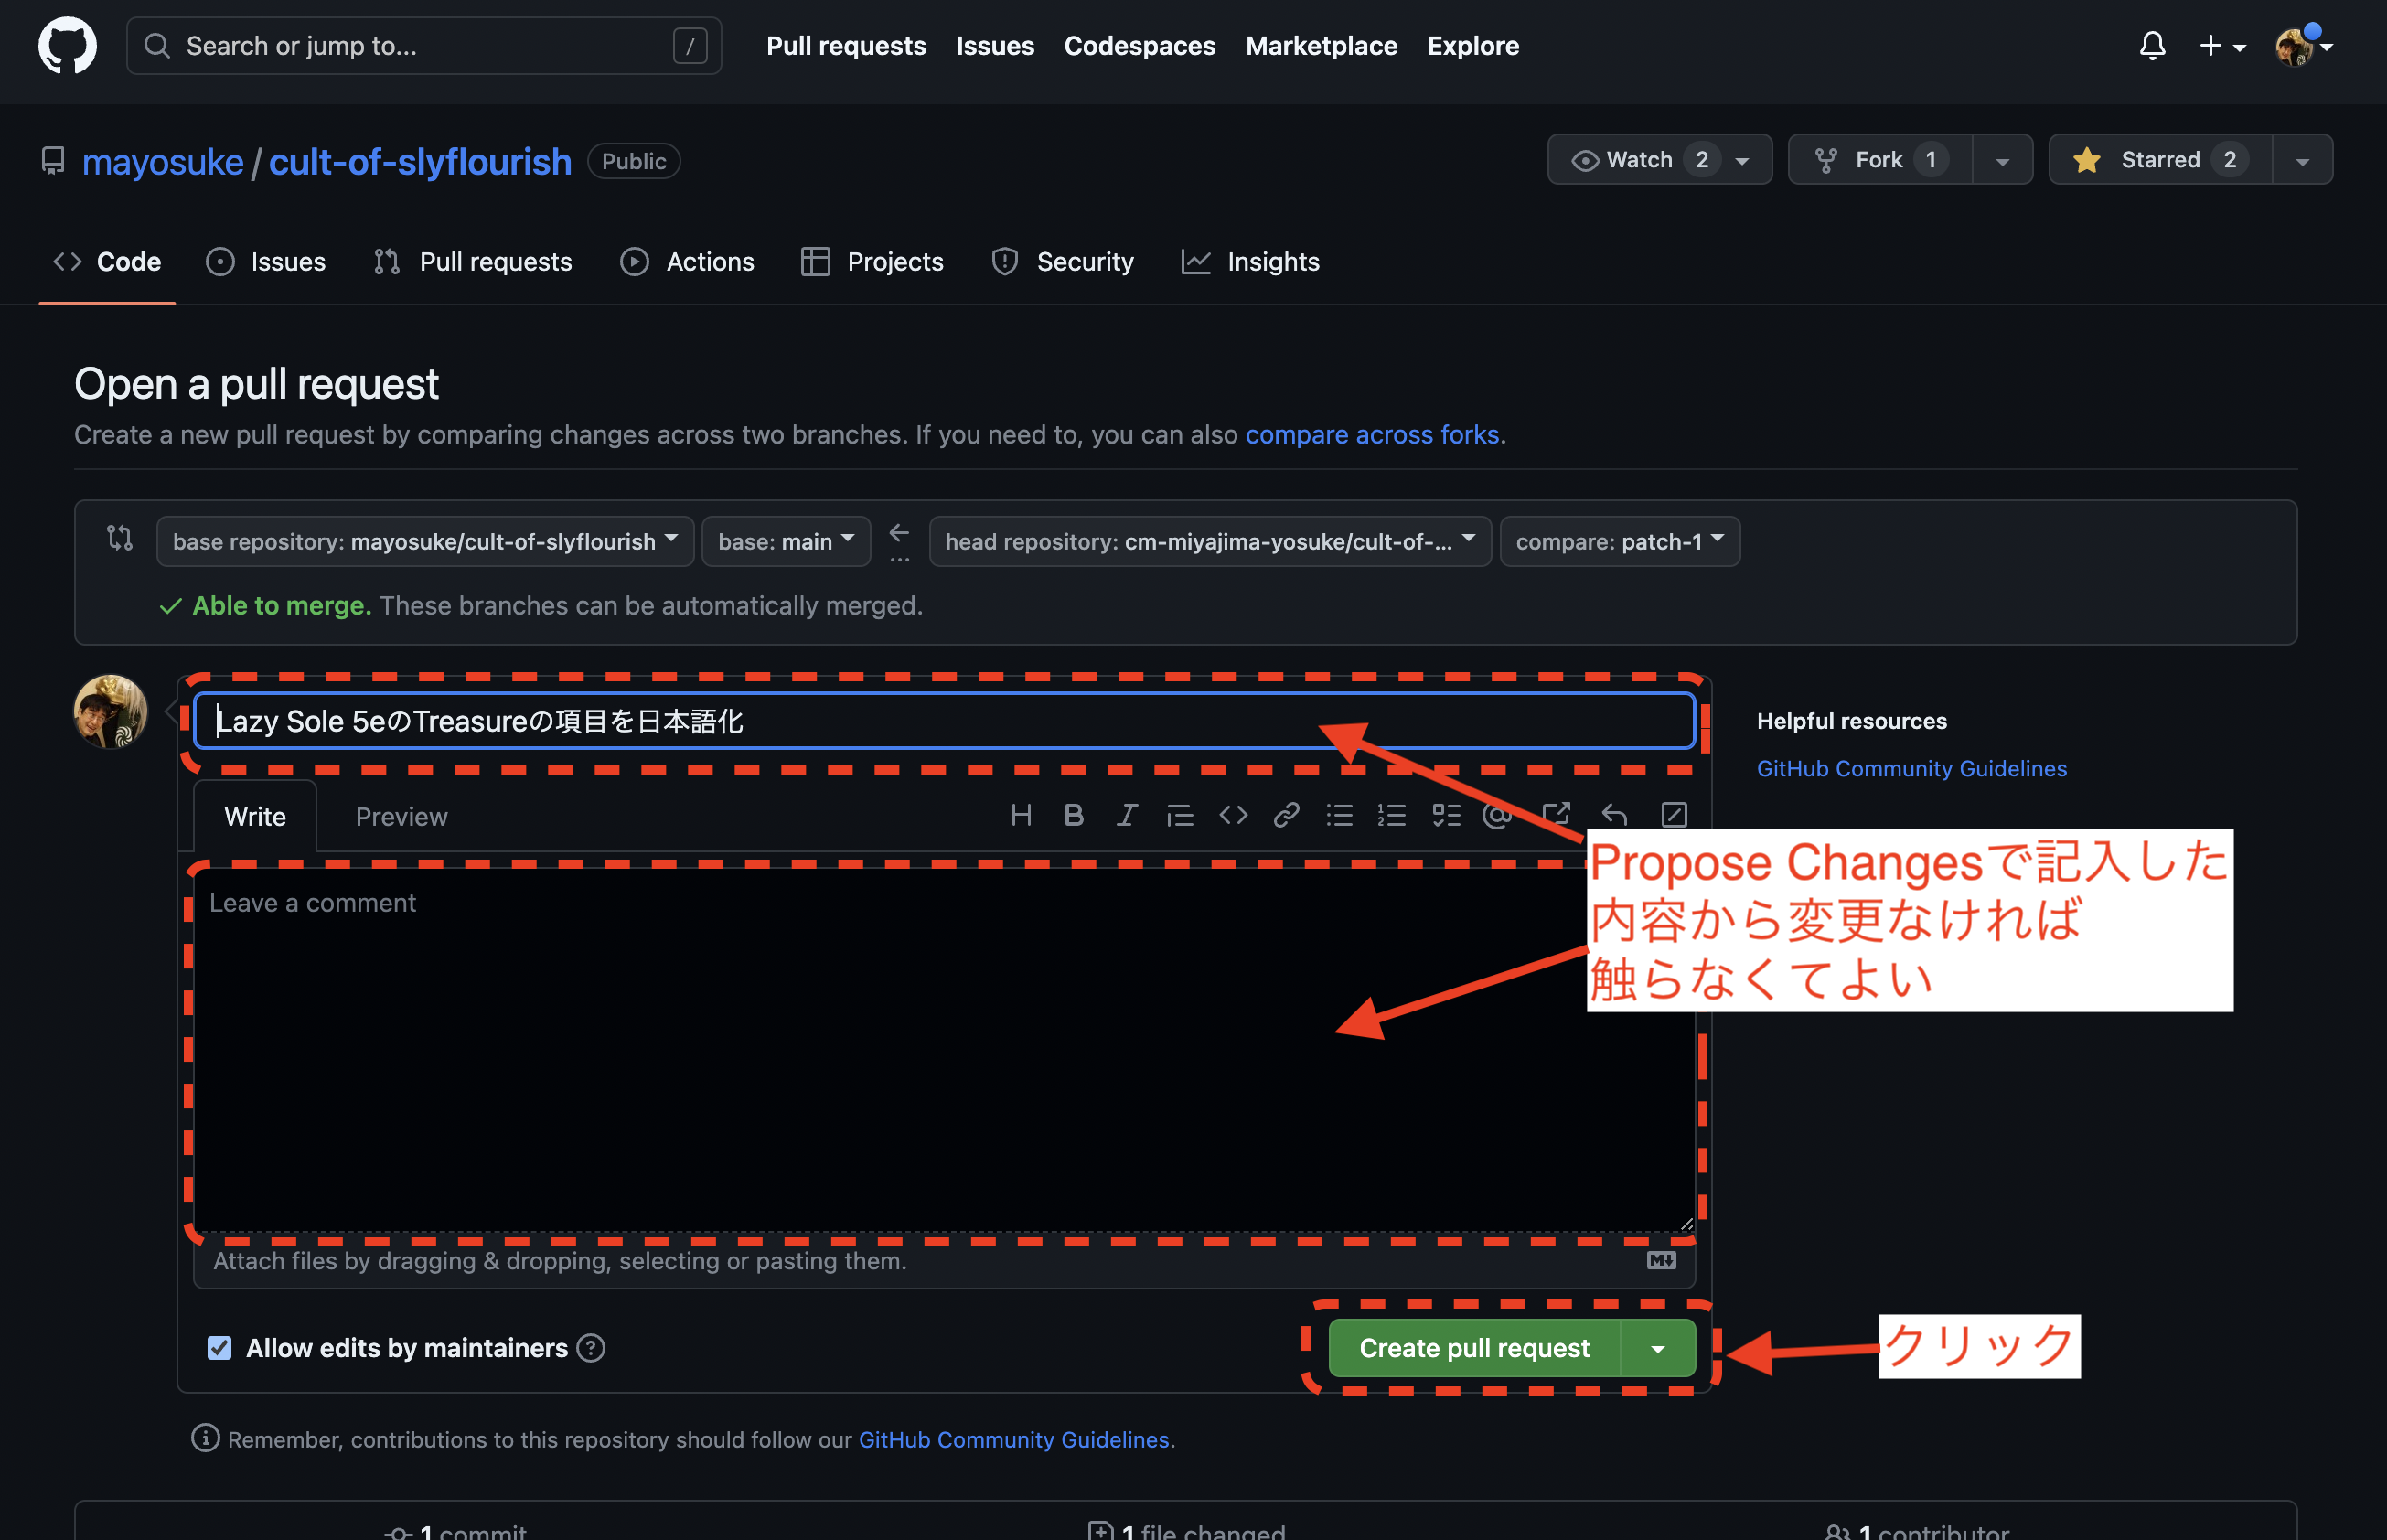 Search or jump to...
/
Pull requests
Issues
Codespaces
Marketplace
Explore
mayosuke / cult-of-slyflourish
Public
Watch 2
Fork 1
Starred 2
Code
Issues
Pull requests
Actions
Projects
Security
Insights
Open a pull request
Create a new pull request by comparing changes across two branches. If you need to, you can also compare across forks.
base repository: mayosuke/cult-of-slyflourish
base: main
head repository: cm-miyajima-yosuke/cult-of-...
compare: patch-1
Able to merge. These branches can be automatically merged.
Lazy Sole 5eのTreasureの項目を日本語化
Helpful resources
GitHub Community Guidelines
Write
Preview
Propose Changesで記入した
内容から変更なければ
触らなくてよい
Leave a comment
Attach files by dragging & dropping, selecting or pasting them.
Allow edits by maintainers
Create pull request
クリック
Remember, contributions to this repository should follow our GitHub Community Guidelines.
1 commit
1 file changed
1 contributor